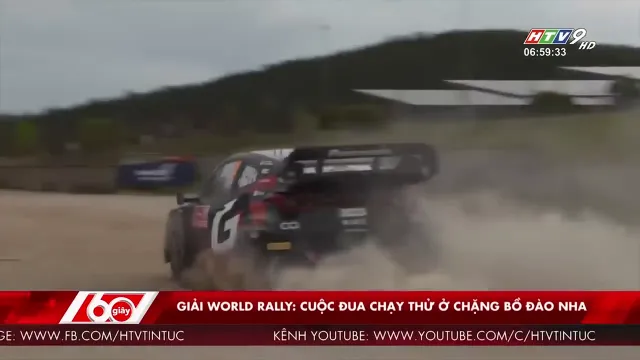 HTV9 HD
06:59:33
G
60 giây
GIẢI WORLD RALLY: CUỘC ĐUA CHẠY THỬ Ở CHẶNG BỒ ĐÀO NHA
GE: WWW.FB.COM/HTVTINTUC
KÊNH YOUTUBE: WWW.YOUTUBE.COM/C/HTVTINTUC